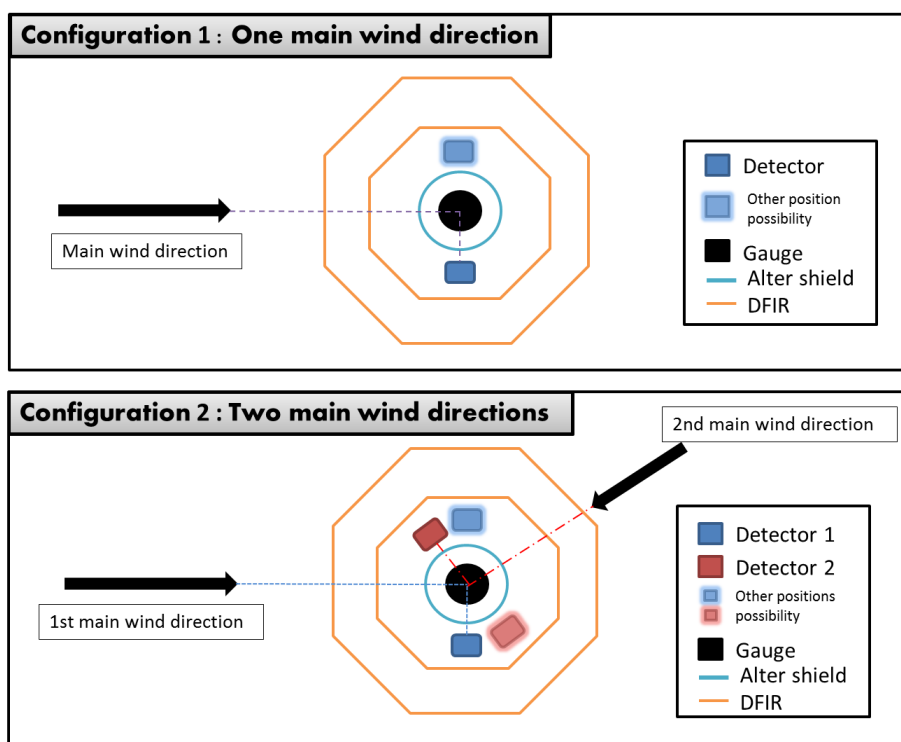 Configuration 1 : One main wind direction
Main wind direction
Detector
Other position
possibility
Gauge
Alter shield
DFIR
Configuration 2 : Two main wind directions
2nd main wind direction
1st main wind direction
Detector 1
Detector 2
Other positions
possibility
Gauge
Alter shield
DFIR